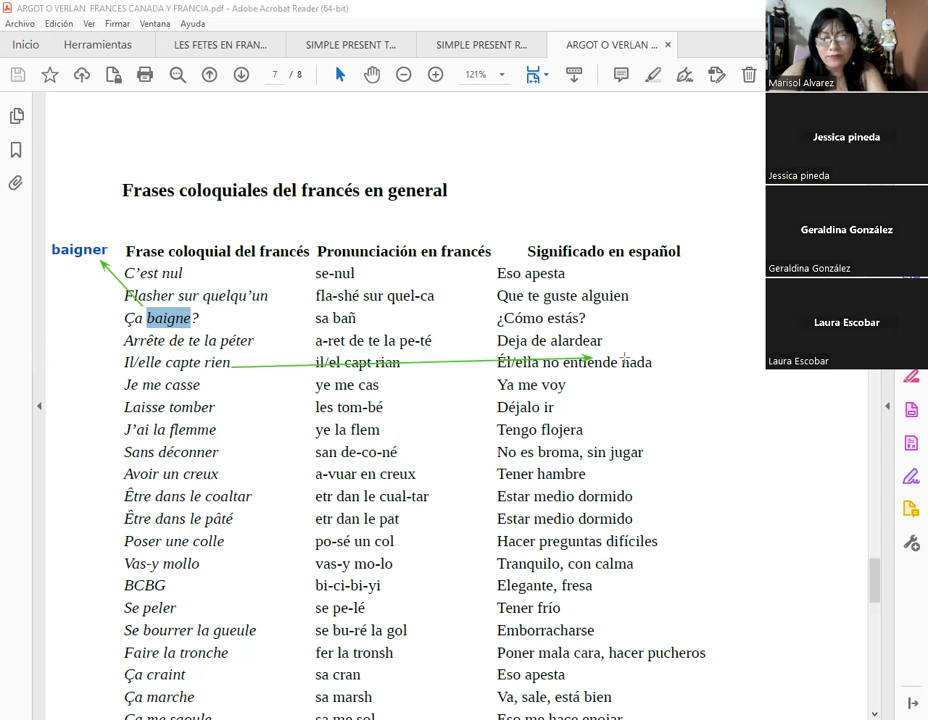 ARGOT O VERLAN FRANCES CANADA Y FRANCIA.pdf - Adobe Acrobat Reader (64-bit)
Archivo Edición Ver Firmar Ventana Ayuda
Inicio Herramientas LES FETES EN FRAN... SIMPLE PRESENT T... SIMPLE PRESENT R... ARGOT O VERLAN ... ×
7 / 8 121%
Marisol Alvarez
Jessica pineda
Jessica pineda
Geraldina González
Geraldina González
Laura Escobar
Laura Escobar
Frases coloquiales del francés en general
baigner Frase coloquial del francés Pronunciación en francés Significado en español
C'est nul se-nul Eso apesta
Flasher sur quelqu'un fla-shé sur quel-ca Que te guste alguien
Ça baigne? sa bañ ¿Cómo estás?
Arrête de te la péter a-ret de te la pe-té Deja de alardear
Il/elle capte rien il/el capt rian Él/ella no entiende nada
Je me casse ye me cas Ya me voy
Laisse tomber les tom-bé Déjalo ir
J'ai la flemme ye la flem Tengo flojera
Sans déconner san de-co-né No es broma, sin jugar
Avoir un creux a-vuar en creux Tener hambre
Être dans le coaltar etr dan le cual-tar Estar medio dormido
Être dans le pâté etr dan le pat Estar medio dormido
Poser une colle po-sé un col Hacer preguntas difíciles
Vas-y mollo vas-y mo-lo Tranquilo, con calma
BCBG bi-ci-bi-yi Elegante, fresa
Se peler se pe-lé Tener frío
Se bourrer la gueule se bu-ré la gol Emborracharse
Faire la tronche fer la tronsh Poner mala cara, hacer pucheros
Ça craint sa cran Eso apesta
Ça marche sa marsh Va, sale, está bien
Ça me saoule sa me sol Eso me hace enojar